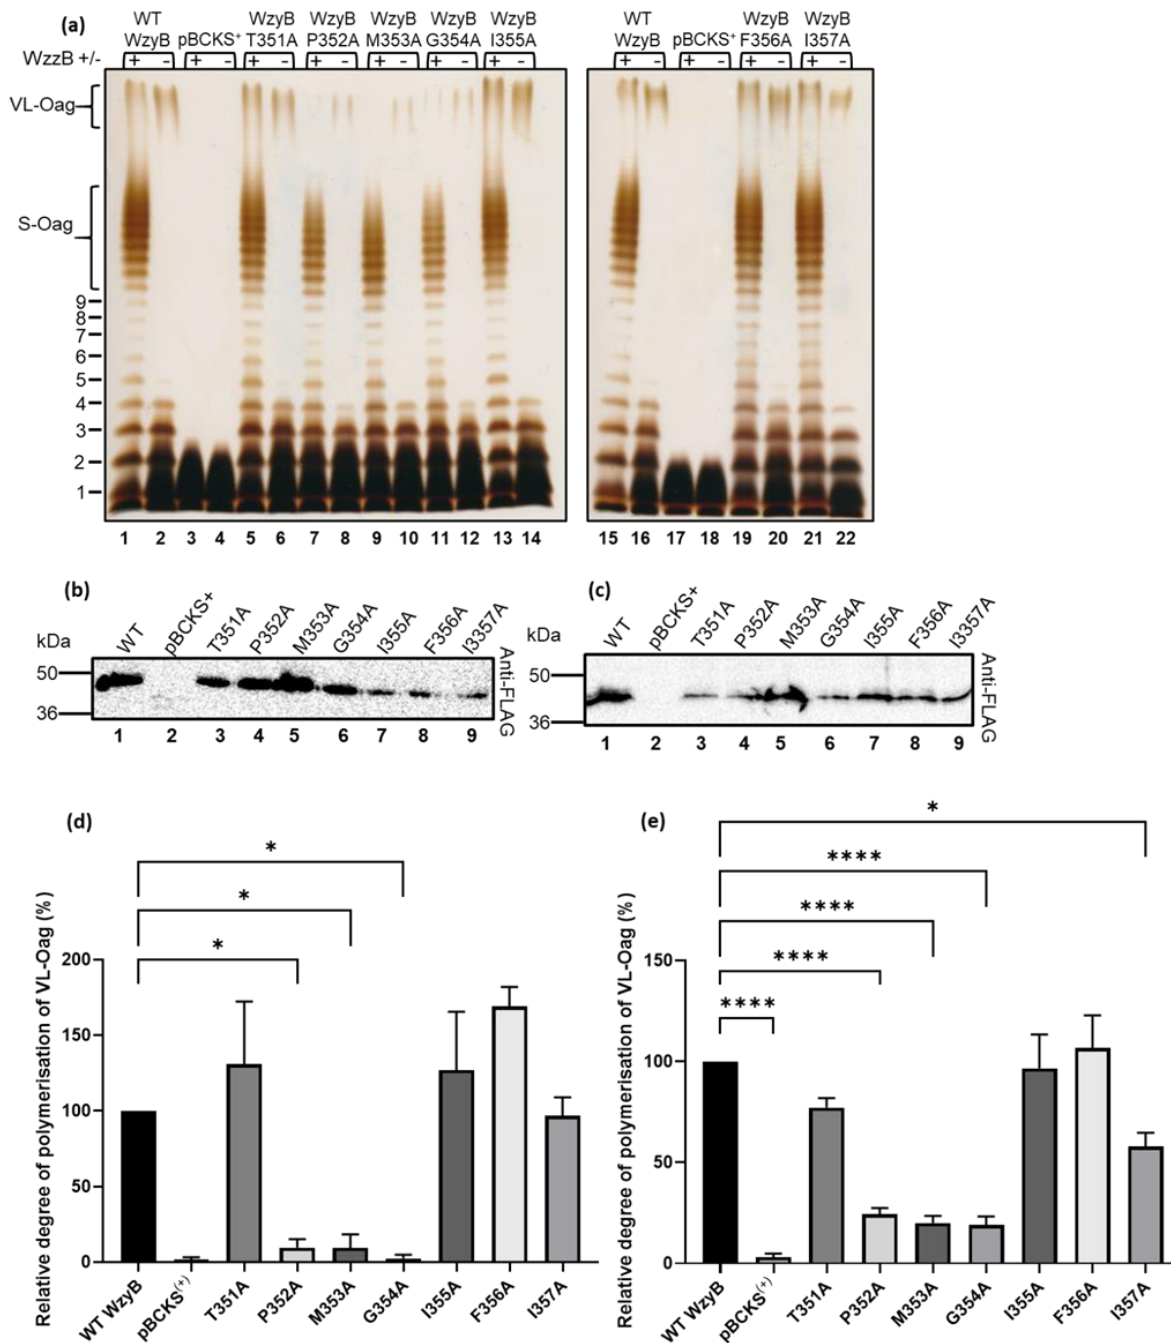 (a)
WT WzyB WzyB WzyB WzyB WzyB
WzyB pBCKS+ T351A P352A M353A G354A I355A
WzzB +/- + - + - + - + - + - + - + -
VL-Oag
S-Oag
9
8
7
6
5
4
3
2
1
1 2 3 4 5 6 7 8 9 10 11 12 13 14
WT WzyB WzyB
WzyB pBCKS+ F356A I357A
+ - + - + - + -
15 16 17 18 19 20 21 22
(b)
kDa WT pBCKS+ T351A P352A M353A G354A I355A F356A I3357A
50
36
Anti-FLAG
1 2 3 4 5 6 7 8 9
(c)
kDa WT pBCKS+ T351A P352A M353A G354A I355A F356A I3357A
50
36
Anti-FLAG
1 2 3 4 5 6 7 8 9
(d)
*
*
*
Relative degree of polymerisation of VL-Oag (%)
200
150
100
50
0
WT WzyB pBCKS(+) T351A P352A M353A G354A I355A F356A I357A
(e)
*
****
****
****
****
Relative degree of polymerisation of VL-Oag (%)
150
100
50
0
WT WzyB pBCKS(+) T351A P352A M353A G354A I355A F356A I357A